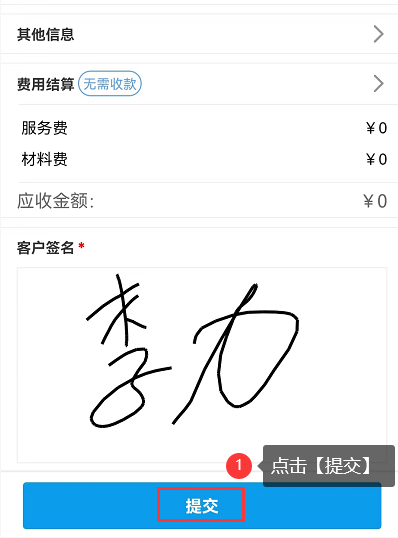 其他信息
费用结算 无需收款
服务费 ￥0
材料费 ￥0
应收金额: ￥0
客户签名 *
李力
1 点击【提交】
提交